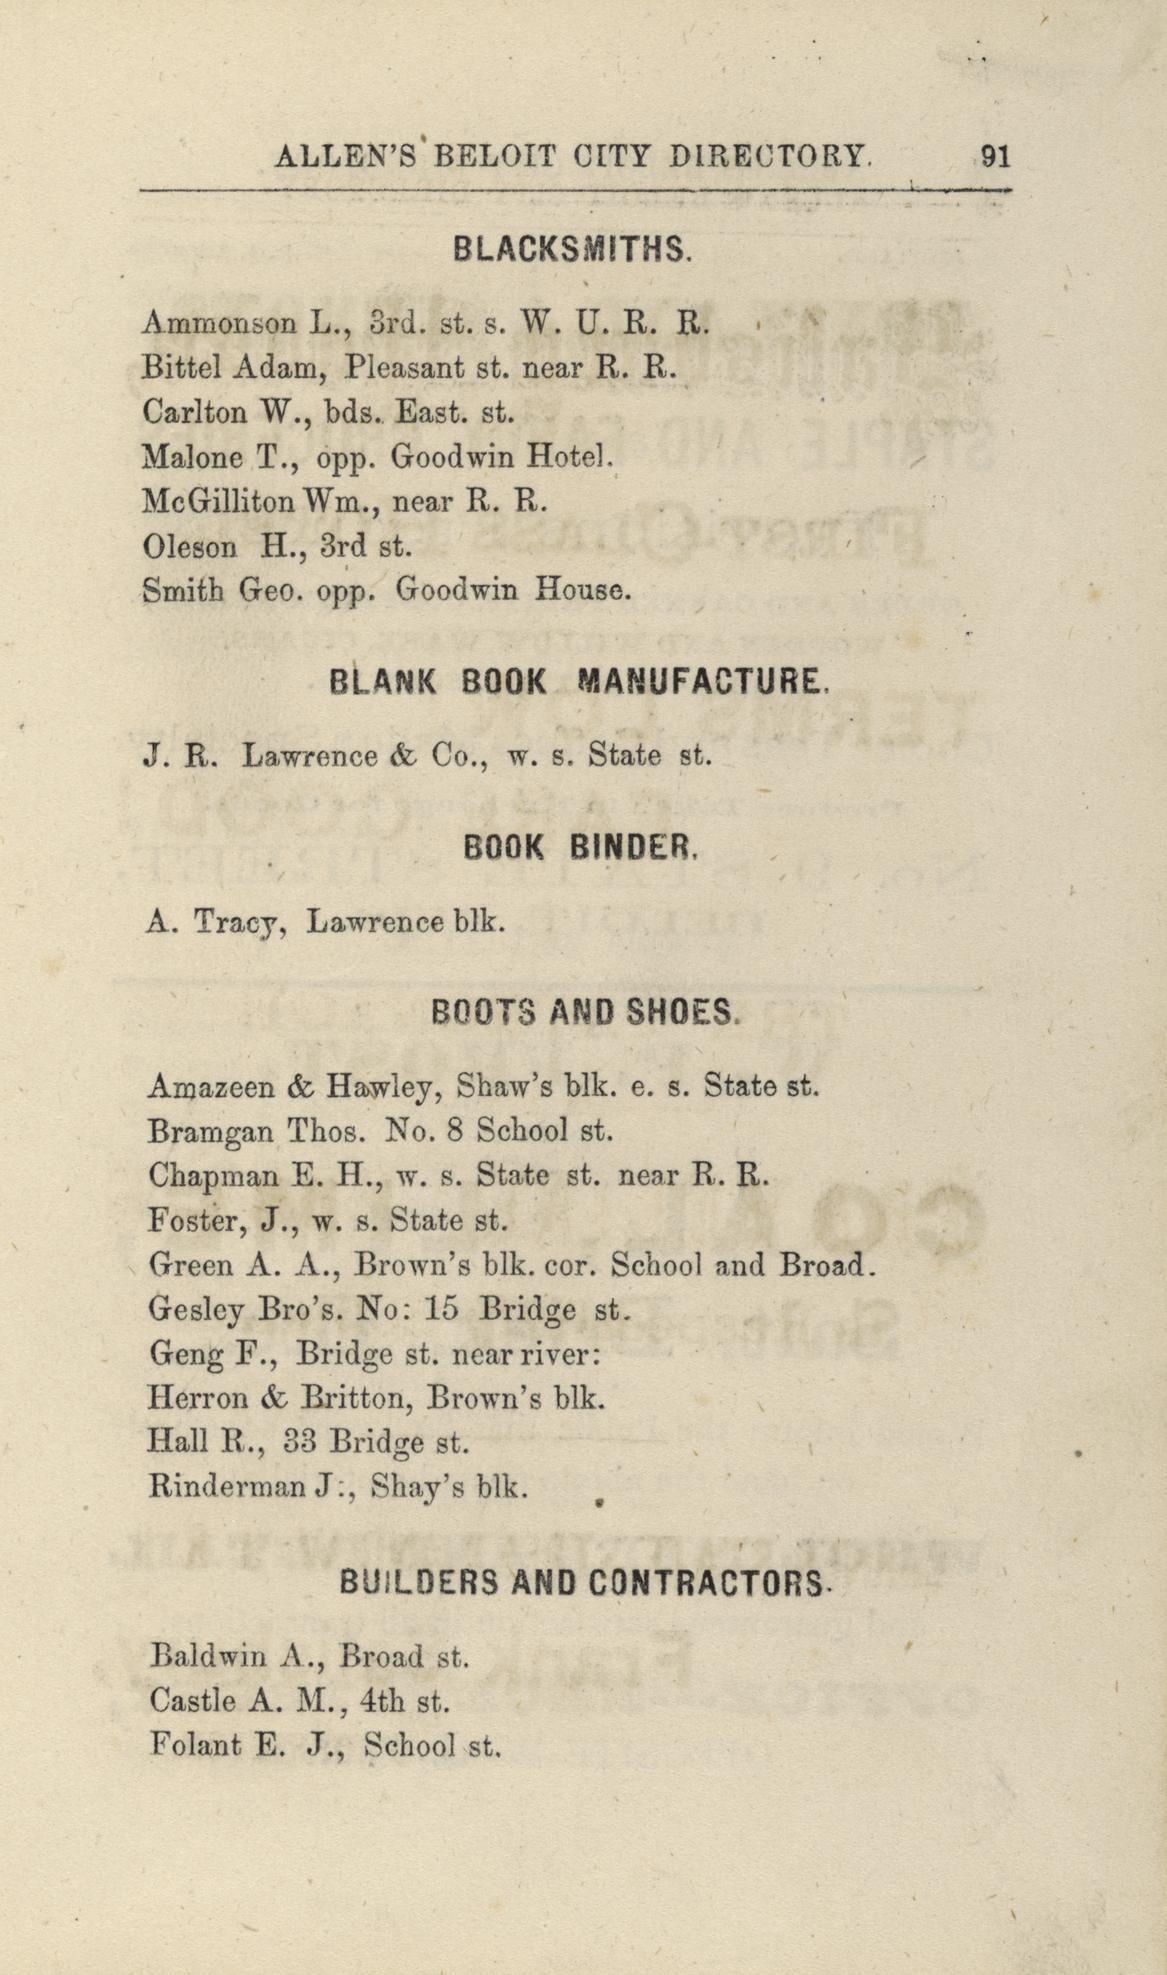 ALLEN'S BELOIT CITY DIRECTORY. 91
BLACKSMITHS.
Ammonson L., 3rd. st. s. W. U. R. R.
Bittel Adam, Pleasant st. near R. R.
Carlton W., bds. East. st.
Malone T., opp. Goodwin Hotel.
McGilliton Wm., near R. R.
Oleson H., 3rd st.
Smith Geo. opp. Goodwin House.
BLANK BOOK MANUFACTURE.
J. R. Lawrence & Co., w. s. State st.
BOOK BINDER.
A. Tracy, Lawrence blk.
BOOTS AND SHOES.
Amazeen & Hawley, Shaw's blk. e. s. State st.
Bramgan Thos. No. 8 School st.
Chapman E. H., w. s. State st. near R. R.
Foster, J., w. s. State st.
Green A. A., Brown's blk. cor. School and Broad.
Gesley Bro's. No: 15 Bridge st.
Geng F., Bridge st. near river:
Herron & Britton, Brown's blk.
Hall R., 33 Bridge st.
Rinderman J:, Shay's blk.
BUILDERS AND CONTRACTORS.
Baldwin A., Broad st.
Castle A. M., 4th st.
Folant E. J., School st.